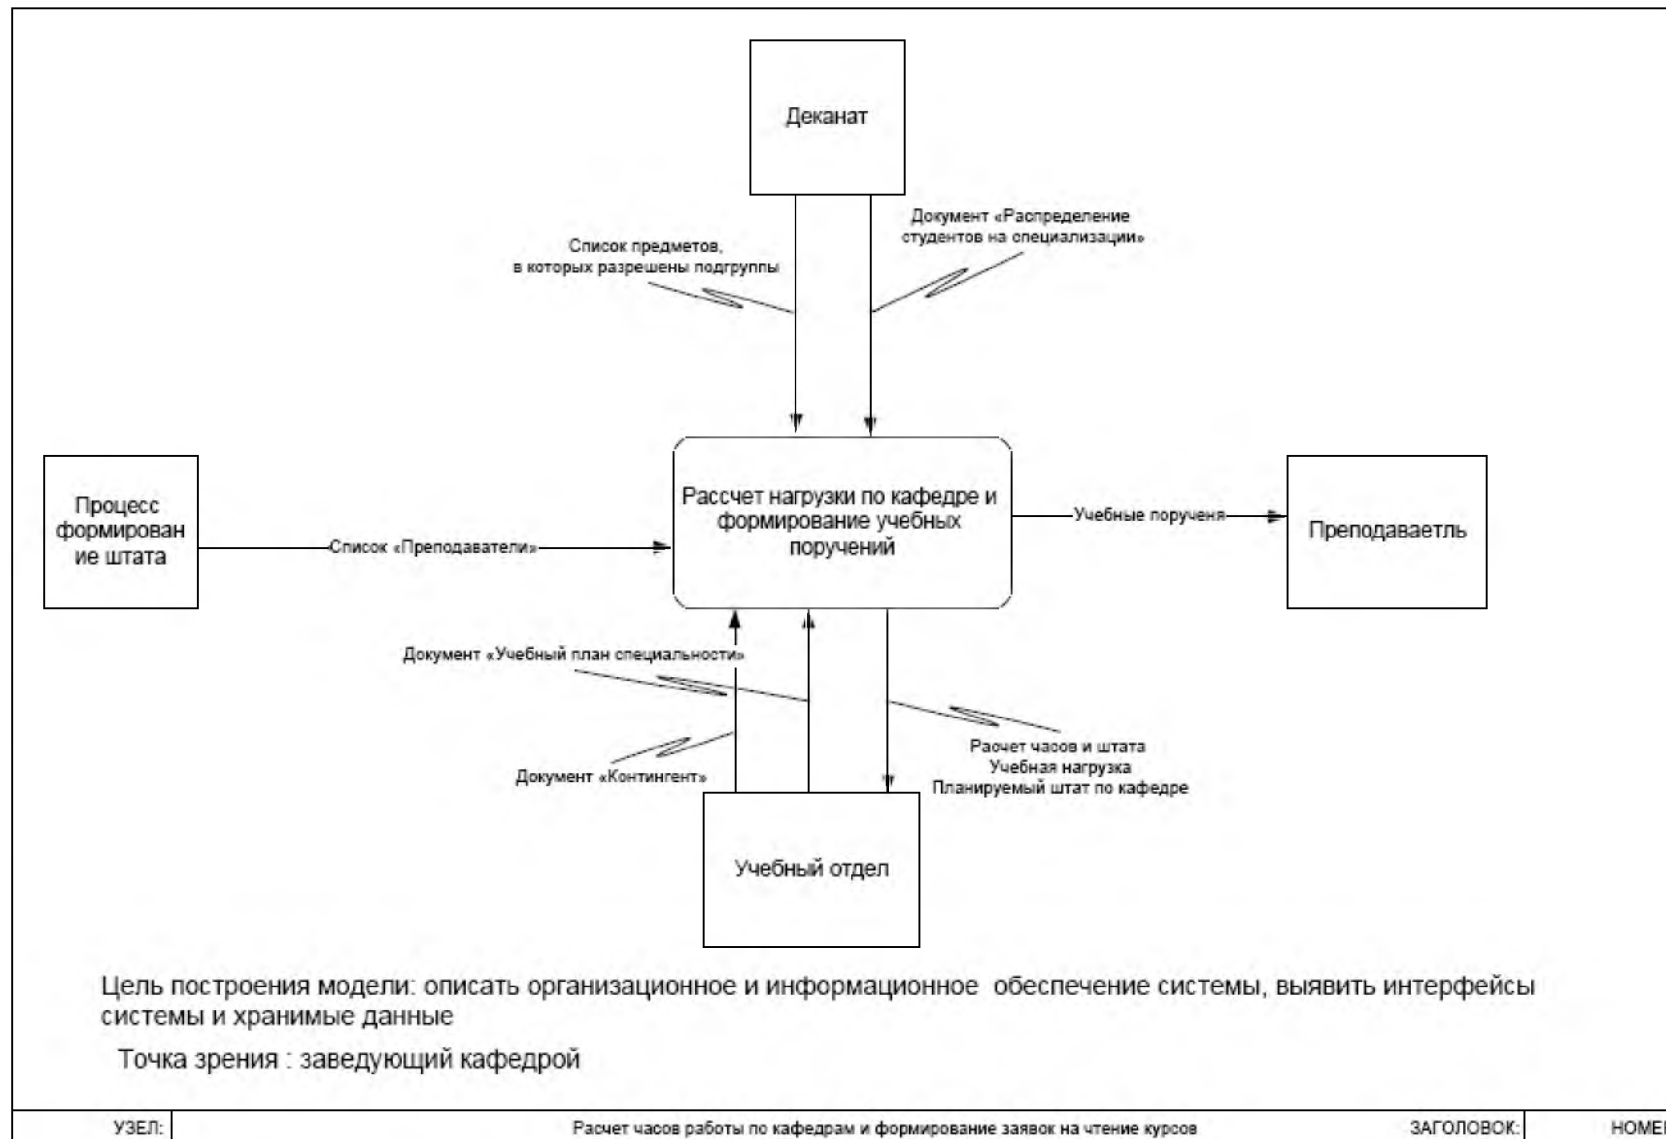 Деканат
Документ «Распределение
студентов на специализации»
Список предметов,
в которых разрешены подгруппы
Процесс
формирован
ие штата
Список «Преподаватели»
Рассчет нагрузки по кафедре и
формирование учебных
поручений
Учебные порученя
Преподаваетль
Документ «Учебный план специальности»
Документ «Контингент»
Расчет часов и штата
Учебная нагрузка
Планируемый штат по кафедре
Учебный отдел
Цель построения модели: описать организационное и информационное обеспечение системы, выявить интерфейсы
системы и хранимые данные
Точка зрения : заведующий кафедрой
УЗЕЛ:
Расчет часов работы по кафедрам и формирование заявок на чтение курсов
ЗАГОЛОВОК:
НОМЕ